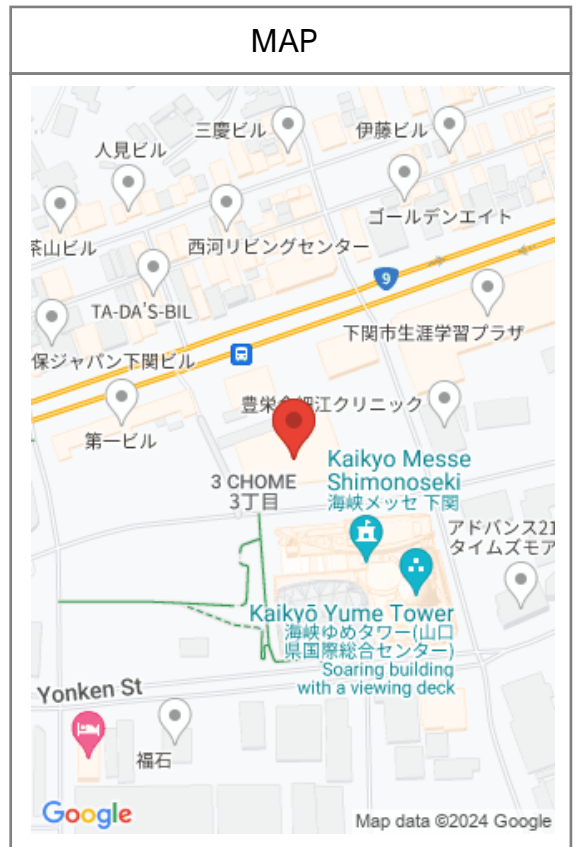 MAP
三慶ビル
伊藤ビル
人見ビル
ゴールデンエイト
茶山ビル
西河リビングセンター
9
TA-DA'S-BIL
下関市生涯学習プラザ
保ジャパン下関ビル
豊栄会細江クリニック
第一ビル
3 CHOME
3丁目
Kaikyo Messe
Shimonoseki
海峡メッセ 下関
アドバンス21
タイムズモア
Kaikyō Yume Tower
海峡ゆめタワー(山口
県国際総合センター)
Soaring building
with a viewing deck
Yonken St
福石
Google
Map data ©2024 Google